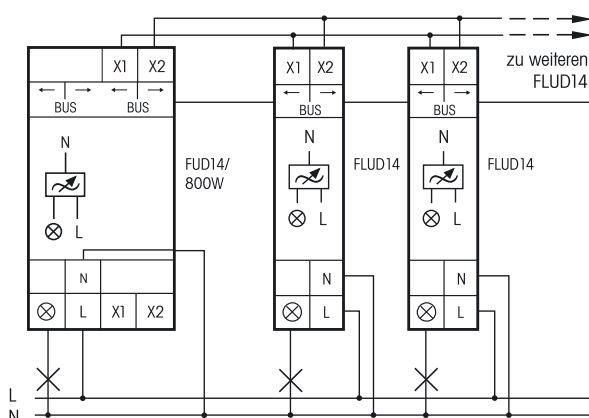 X1 X2
X1 X2
X1 X2
zu weiteren
FLUD14
BUS BUS
BUS
BUS
N
N
N
FUD14/
800W
FLUD14
FLUD14
L
L
L
N
N
N
L X1 X2
L
L
L
N